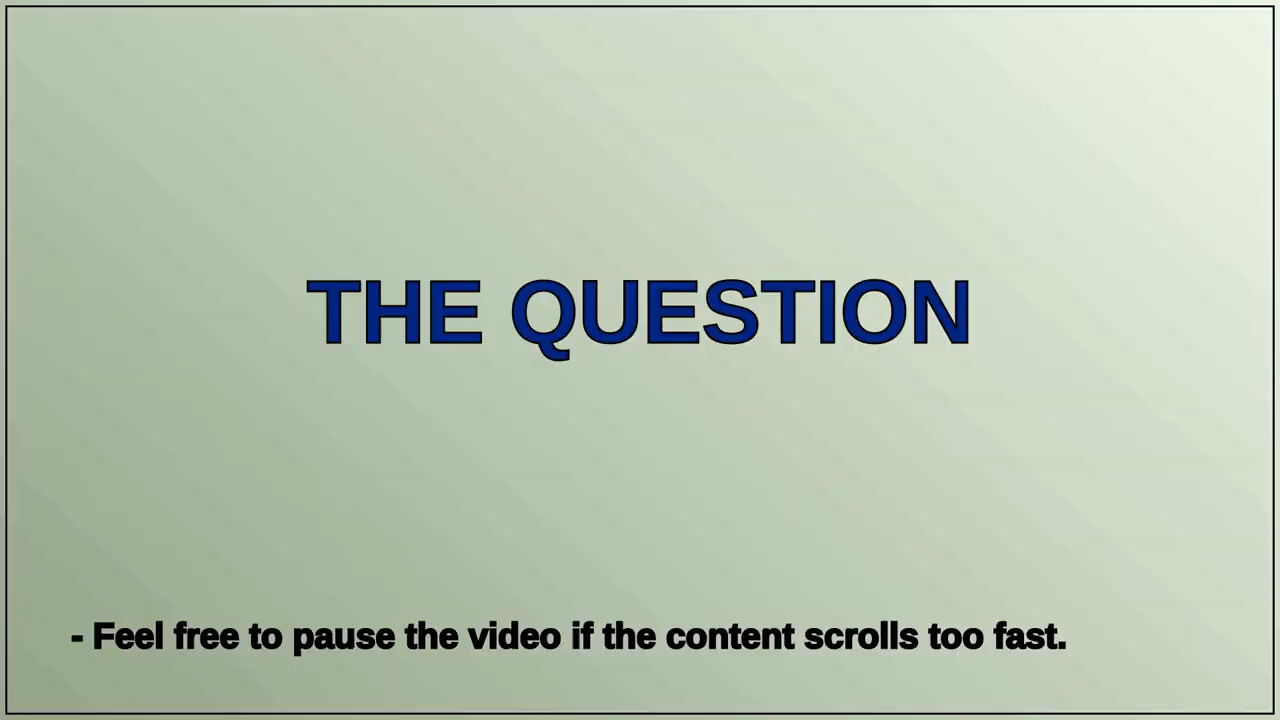 THE QUESTION
- Feel free to pause the video if the content scrolls too fast.